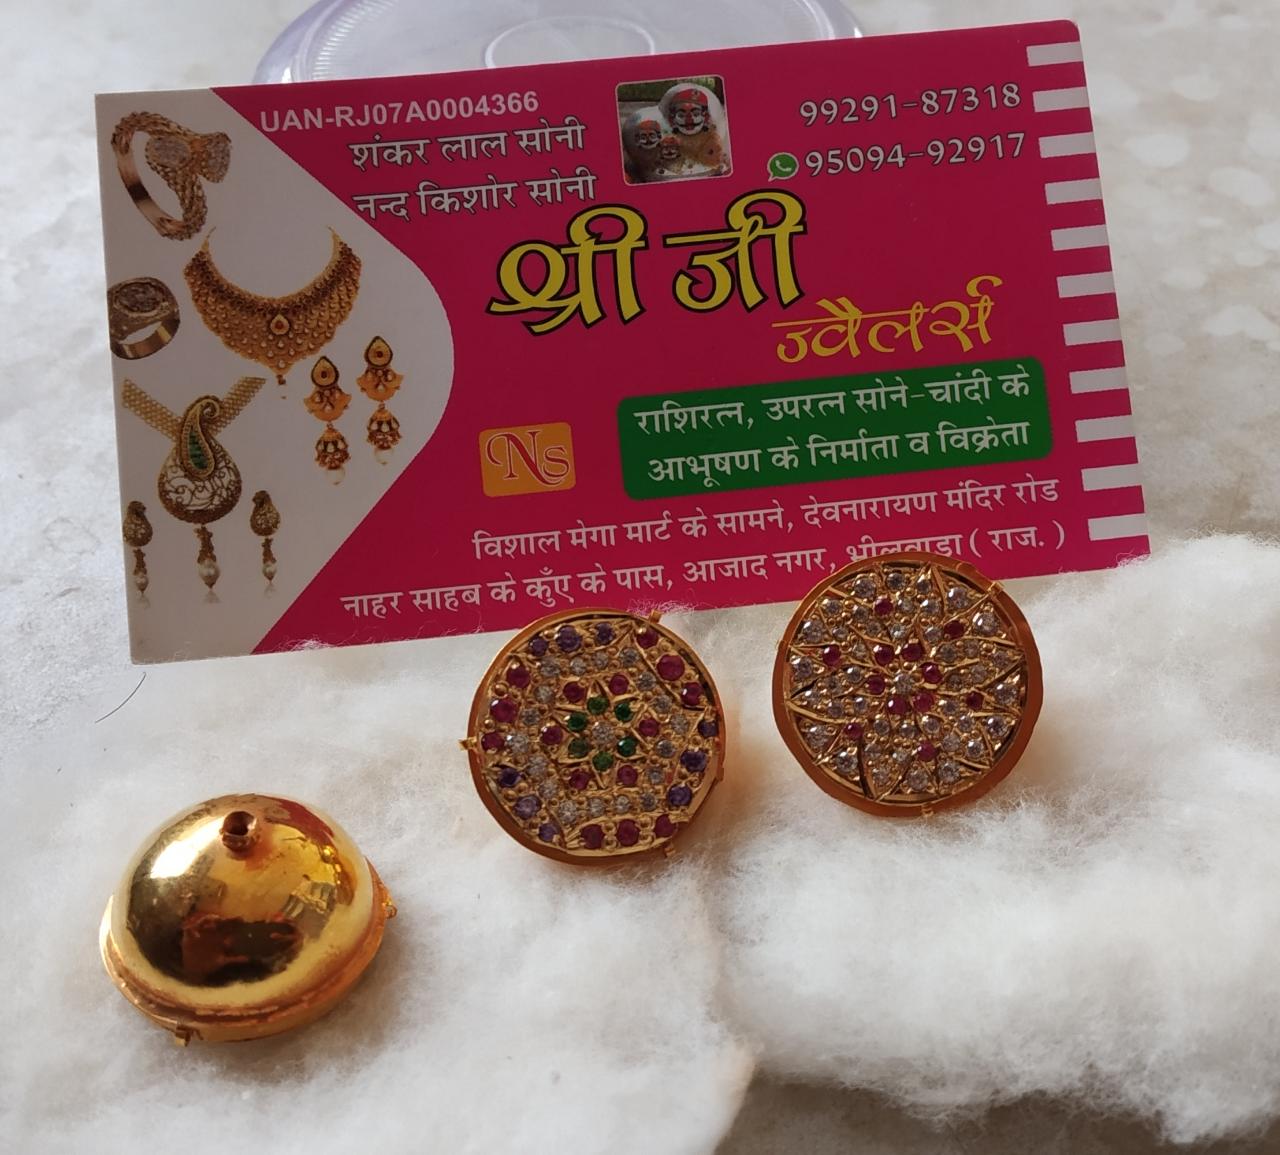 UAN-RJ07A0004366
शंकर लाल सोनी
नन्द किशोर सोनी
99291-87318
95094-92917
श्री जी
ज्वैलर्स
राशिरत्न, उपरत्न सोने-चांदी के
आभूषण के निर्माता व विक्रेता
Ns
विशाल मेगा मार्ट के सामने, देवनारायण मंदिर रोड
नाहर साहब के कुँए के पास, आजाद नगर, भीलवाडा ( राज. )